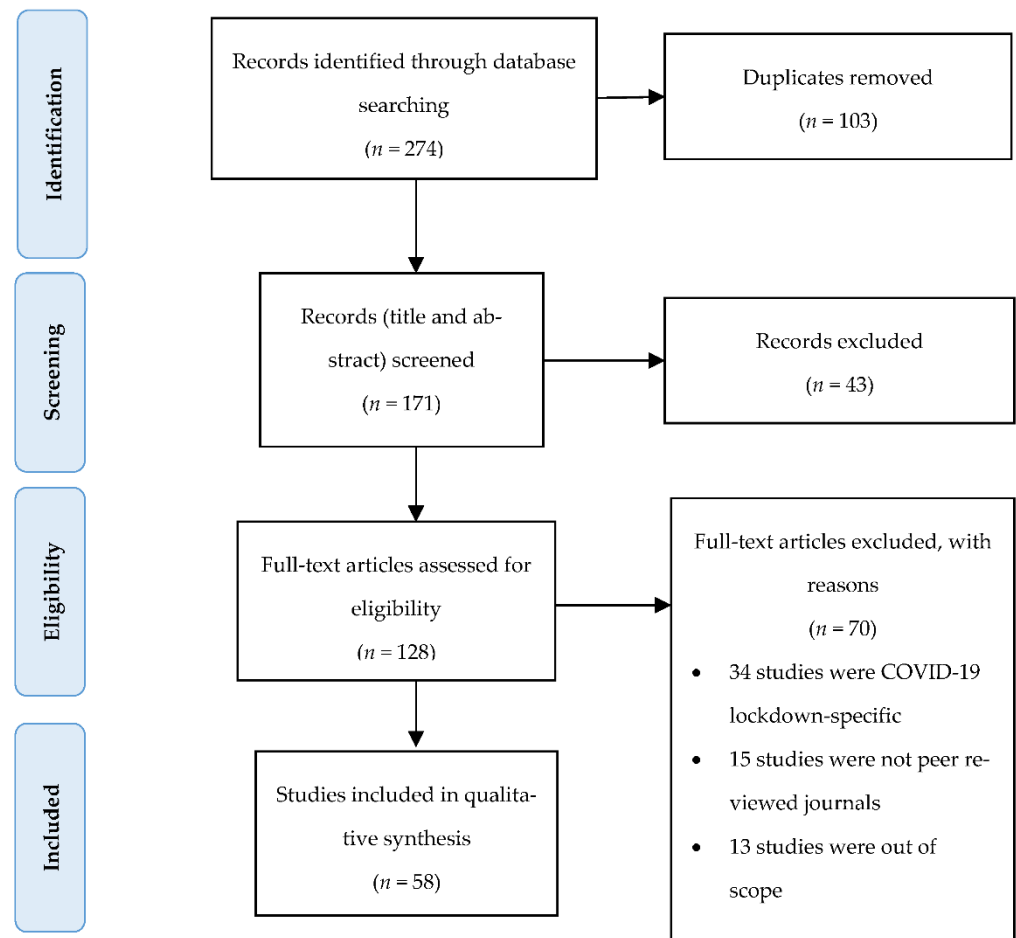 Identification
Records identified through database
searching
(n = 274)
Duplicates removed
(n = 103)
Screening
Records (title and ab-
stract) screened
(n = 171)
Records excluded
(n = 43)
Eligibility
Full-text articles assessed for
eligibility
(n = 128)
Full-text articles excluded, with
reasons
(n = 70)
• 34 studies were COVID-19
lockdown-specific
• 15 studies were not peer re-
viewed journals
• 13 studies were out of
scope
Included
Studies included in qualita-
tive synthesis
(n = 58)